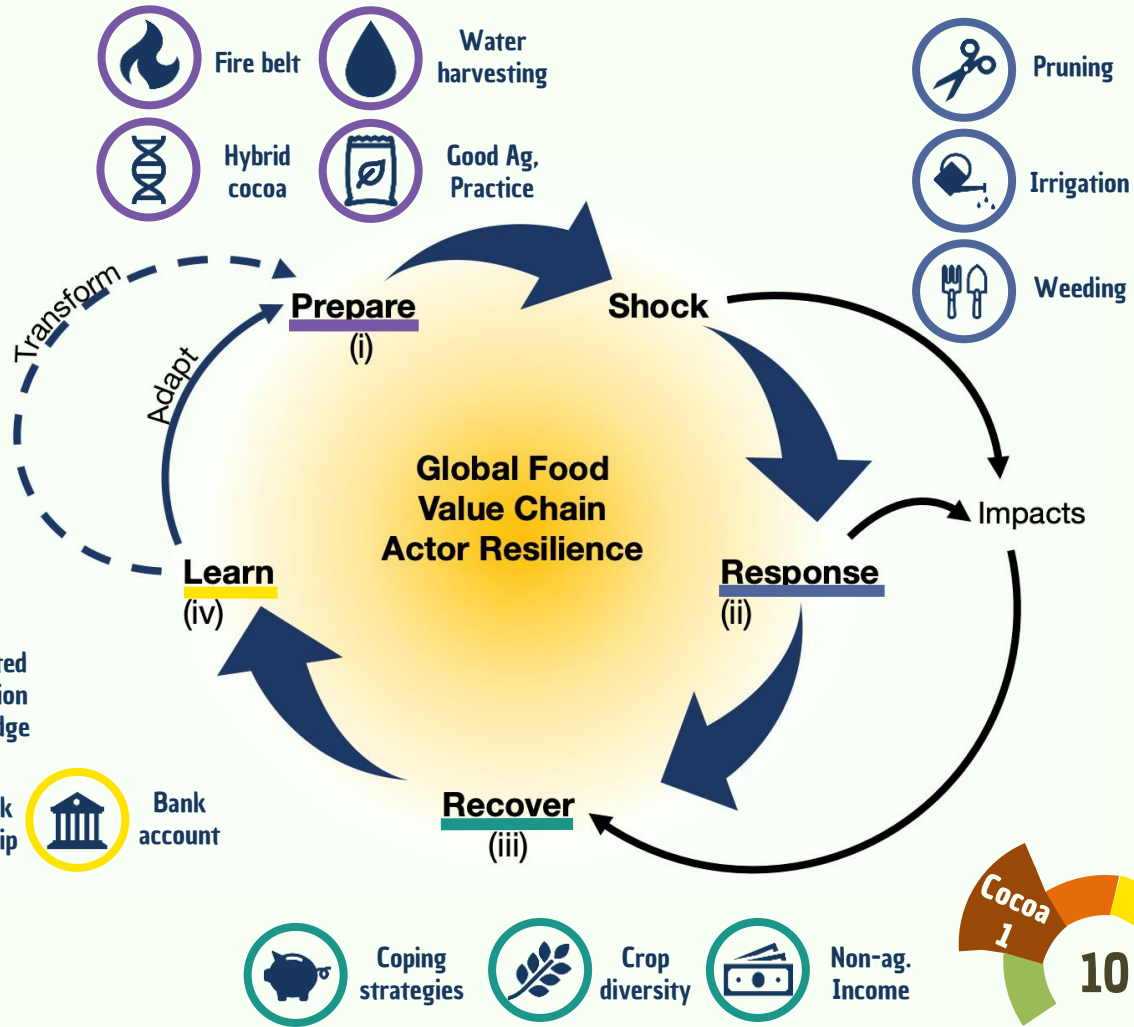 Fire belt
Water
harvesting
Hybrid
cocoa
Good Ag,
Practice
Pruning
Irrigation
Weeding
Transform
Adapt
Prepare
(i)
Shock
Global Food
Value Chain
Actor Resilience
Impacts
Learn
(iv)
Response
(ii)
Bank
account
Recover
(iii)
Coping
strategies
Crop
diversity
Non-ag.
Income
Cocoa
1
10